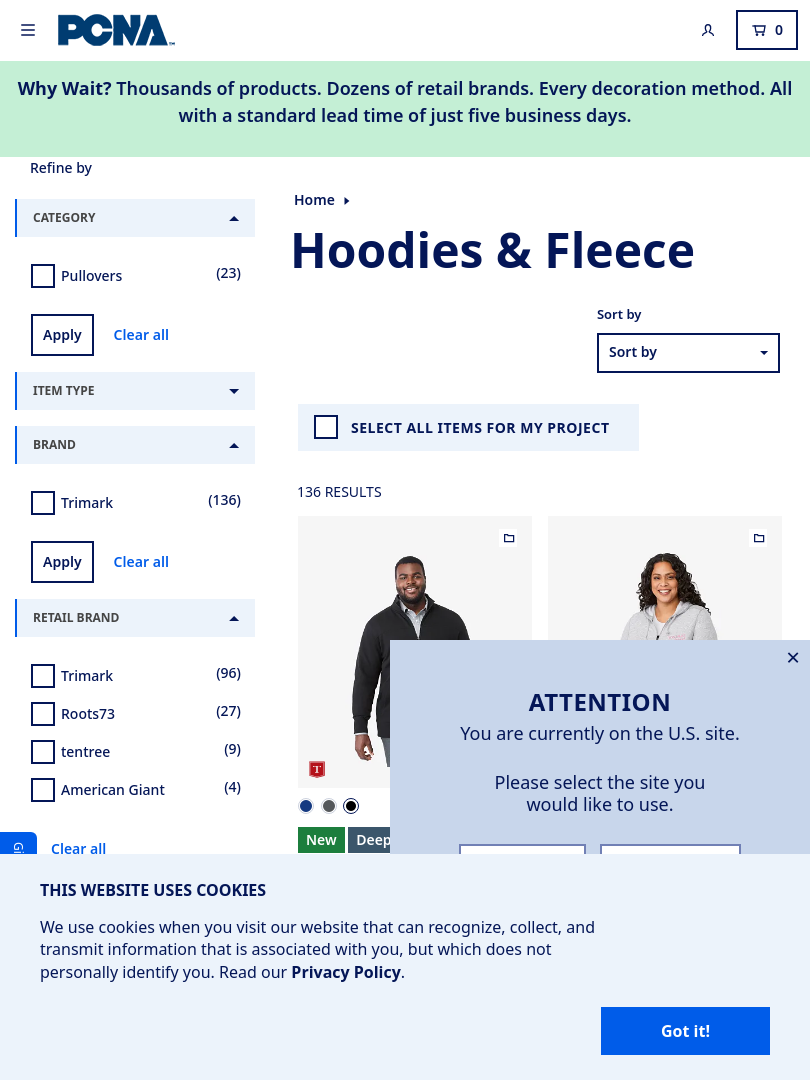 PCNA
0
Why Wait? Thousands of products. Dozens of retail brands. Every decoration method. All
with a standard lead time of just five business days.
Refine by
CATEGORY
Pullovers
(23)
Apply
Clear all
ITEM TYPE
BRAND
Trimark
(136)
Apply
Clear all
RETAIL BRAND
Trimark
(96)
Roots73
(27)
tentree
(9)
American Giant
(4)
Clear all
Home
Hoodies & Fleece
Sort by
Sort by
SELECT ALL ITEMS FOR MY PROJECT
136 RESULTS
T
New
Deep
ATTENTION
You are currently on the U.S. site.
Please select the site you
would like to use.
THIS WEBSITE USES COOKIES
We use cookies when you visit our website that can recognize, collect, and
transmit information that is associated with you, but which does not
personally identify you. Read our Privacy Policy.
Got it!